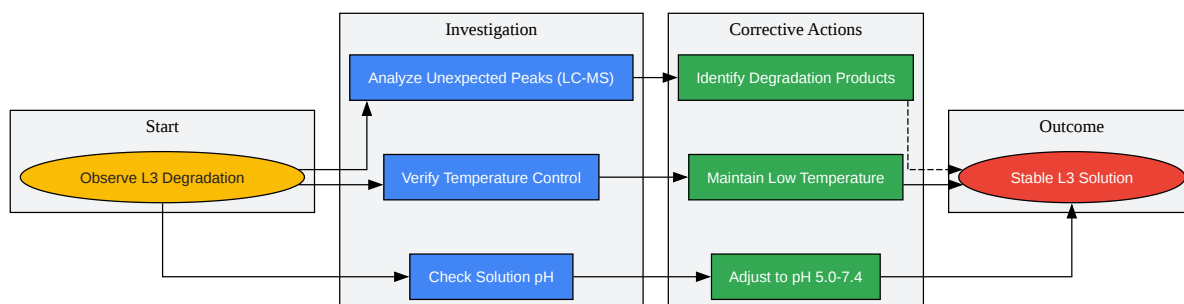 Start
Observe L3 Degradation
Investigation
Analyze Unexpected Peaks (LC-MS)
Verify Temperature Control
Check Solution pH
Corrective Actions
Identify Degradation Products
Maintain Low Temperature
Adjust to pH 5.0-7.4
Outcome
Stable L3 Solution